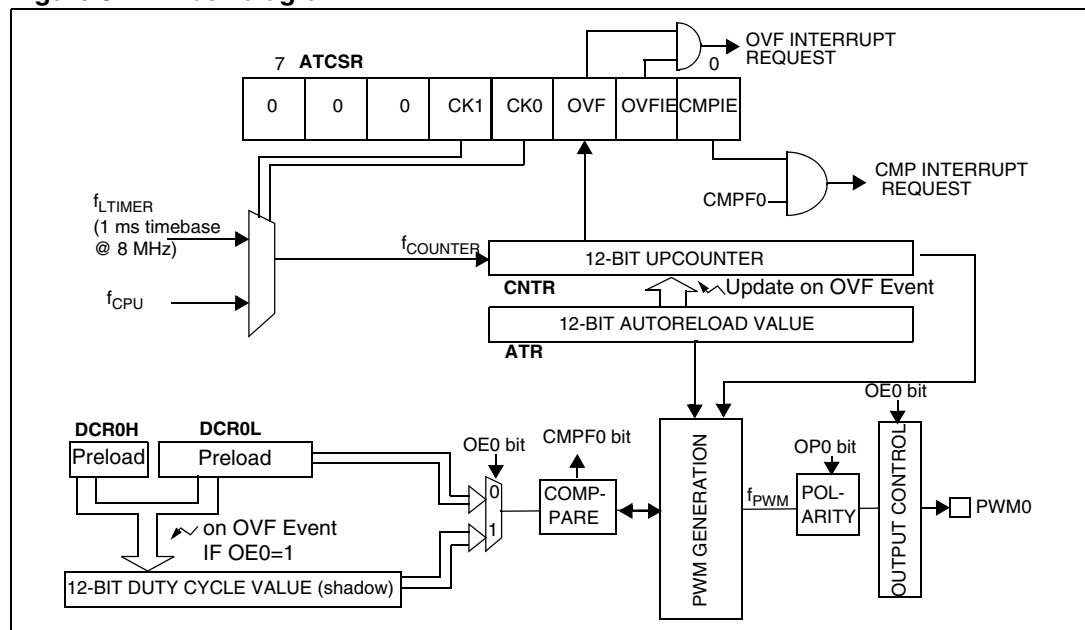 OVF INTERRUPT
REQUEST
7 ATCSR 0
0 0 0 CK1 CK0 OVF OVFIE CMPIE
CMP INTERRUPT
REQUEST
CMPF0
fLTIMER
(1 ms timebase
@ 8 MHz)
fCOUNTER
12-BIT UPCOUNTER
CNTR
Update on OVF Event
fCPU
12-BIT AUTORELOAD VALUE
ATR
OE0 bit
DCR0H DCR0L
Preload Preload
OE0 bit
CMPF0 bit
OP0 bit
0
1
COMP-
PARE
PWM GENERATION
fPWM
POL-
ARITY
OUTPUT CONTROL
PWM0
on OVF Event
IF OE0=1
12-BIT DUTY CYCLE VALUE (shadow)